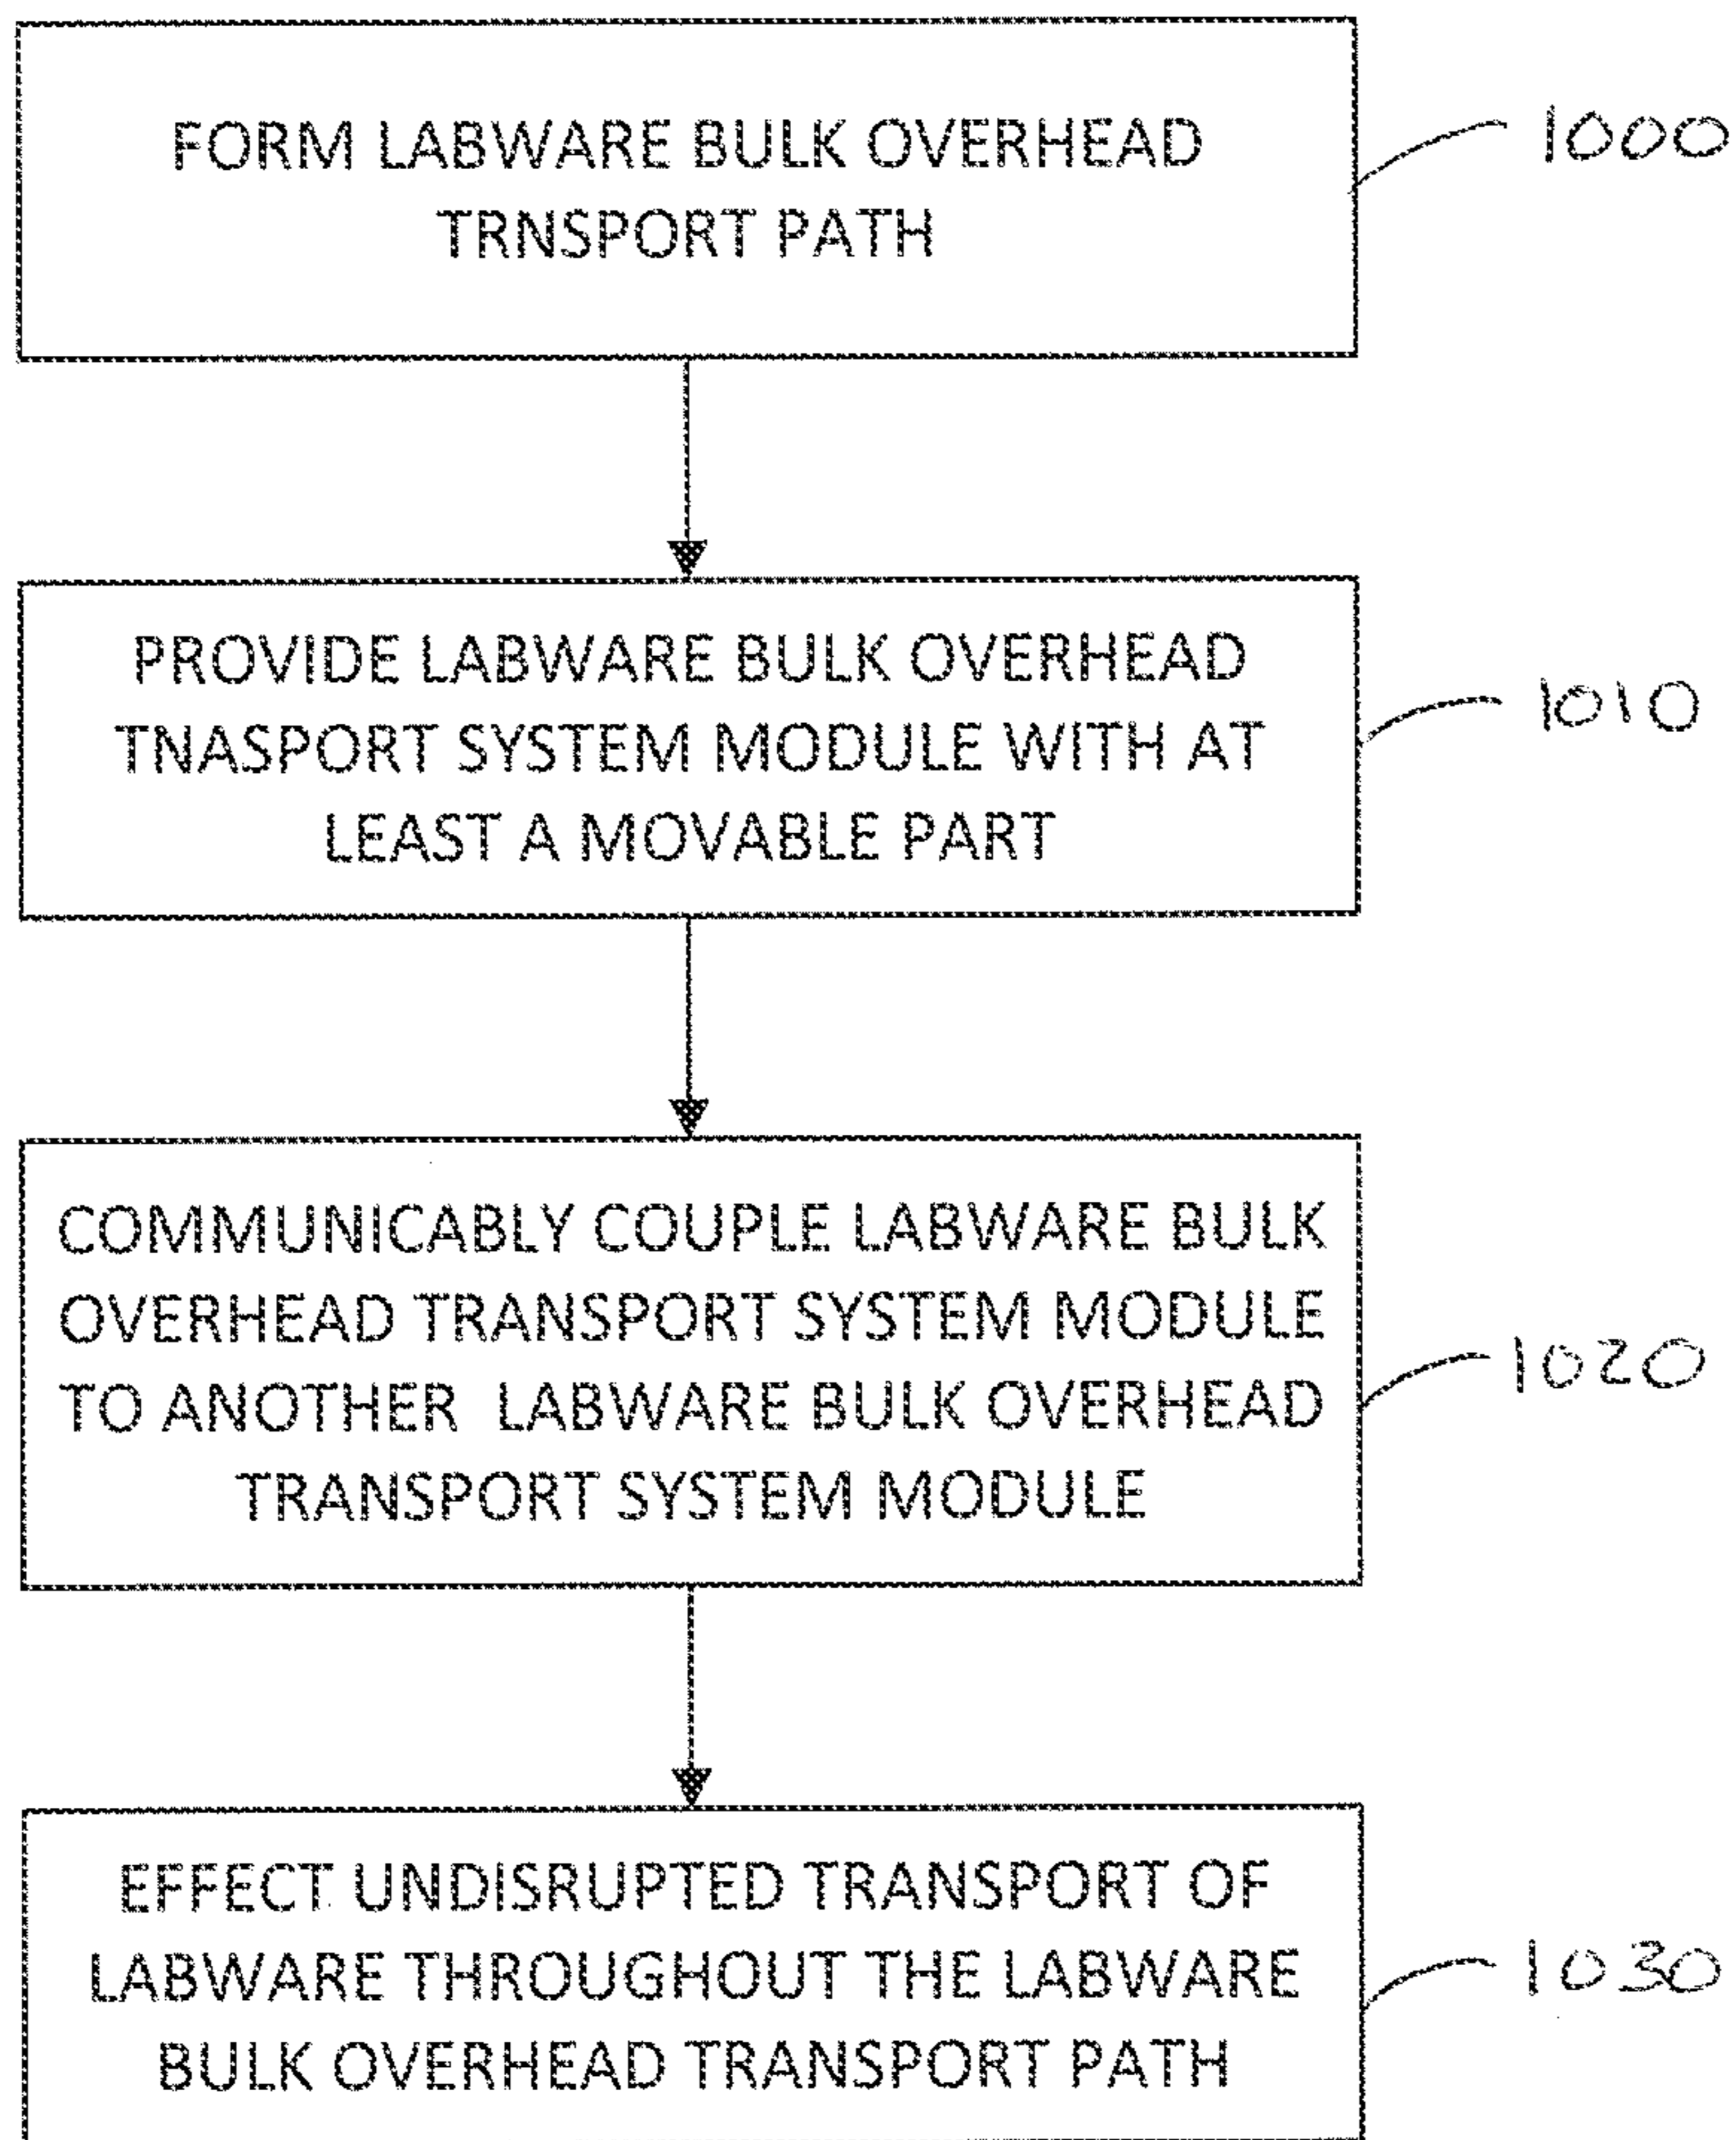 FORM LABWARE BULK OVERHEAD
TRNSPORT PATH
1000
PROVIDE LABWARE BULK OVERHEAD
TNASPORT SYSTEM MODULE WITH AT
LEAST A MOVABLE PART
1010
COMMUNICABLY COUPLE LABWARE BULK
OVERHEAD TRANSPORT SYSTEM MODULE
TO ANOTHER LABWARE BULK OVERHEAD
TRANSPORT SYSTEM MODULE
1020
EFFECT UNDISRUPTED TRANSPORT OF
LABWARE THROUGHOUT THE LABWARE
BULK OVERHEAD TRANSPORT PATH
1030